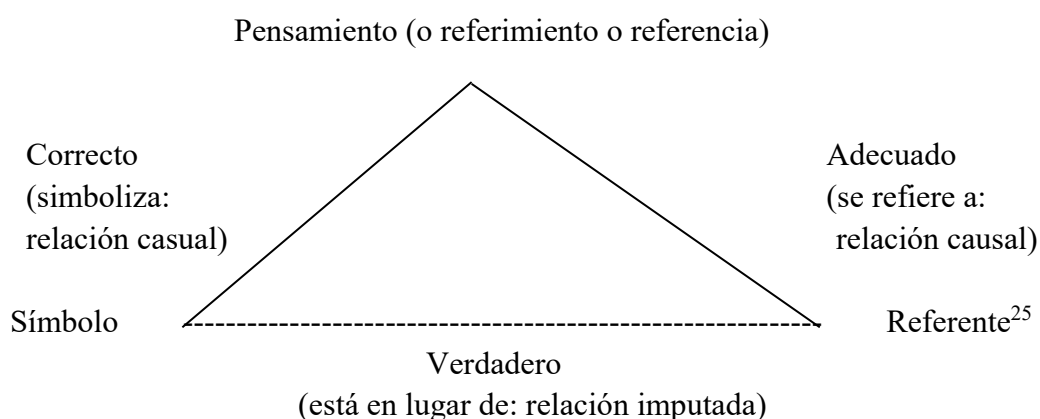 Pensamiento (o referimiento o referencia)
Correcto
(simboliza:
relación casual)
Adecuado
(se refiere a:
relación causal)
Símbolo
Referente25
Verdadero
(está en lugar de: relación imputada)